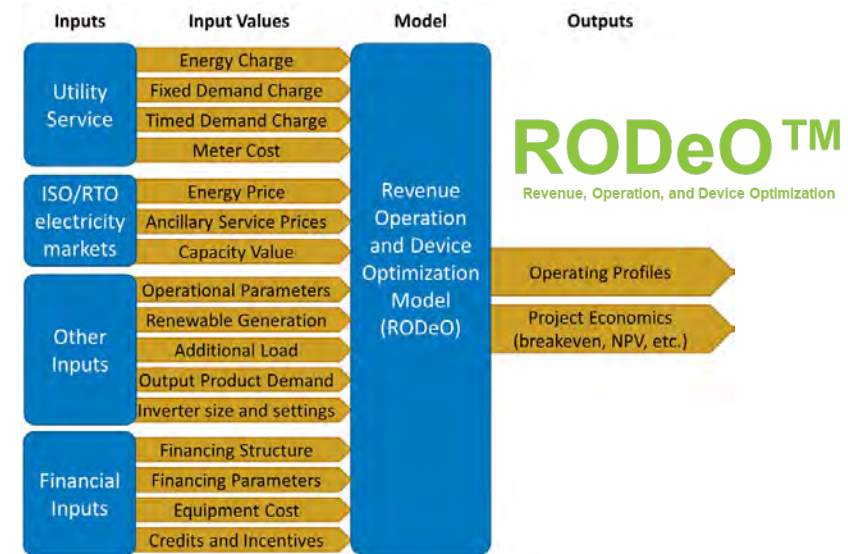 Inputs
Input Values
Model
Outputs
Utility
Service
Energy Charge
Fixed Demand Charge
Timed Demand Charge
Meter Cost
ISO/RTO
electricity
markets
Energy Price
Ancillary Service Prices
Capacity Value
Other
Inputs
Operational Parameters
Renewable Generation
Additional Load
Output Product Demand
Inverter size and settings
Financial
Inputs
Financing Structure
Financing Parameters
Equipment Cost
Credits and Incentives
Revenue
Operation
and Device
Optimization
Model
(RODeO)
RODeO™
Revenue, Operation, and Device Optimization
Operating Profiles
Project Economics
(breakeven, NPV, etc.)